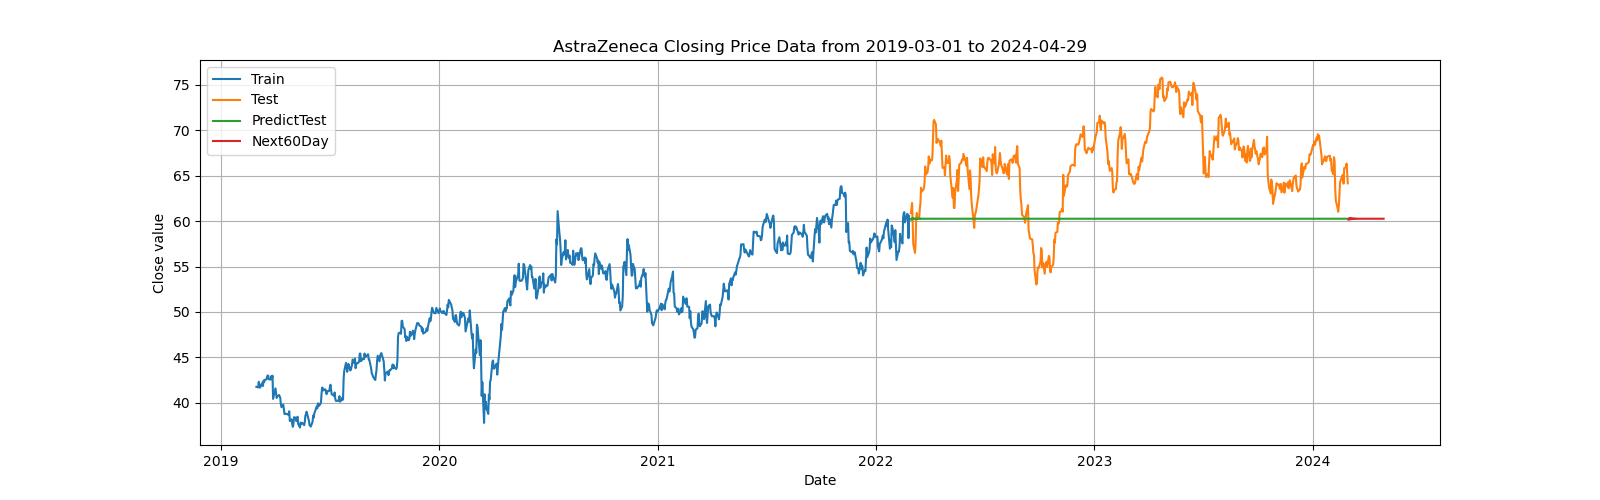 AstraZeneca Closing Price Data from 2019-03-01 to 2024-04-29
Train
Test
PredictTest
Next60Day
Close value
75
70
65
60
55
50
45
40
2019 2020 2021 2022 2023 2024
Date